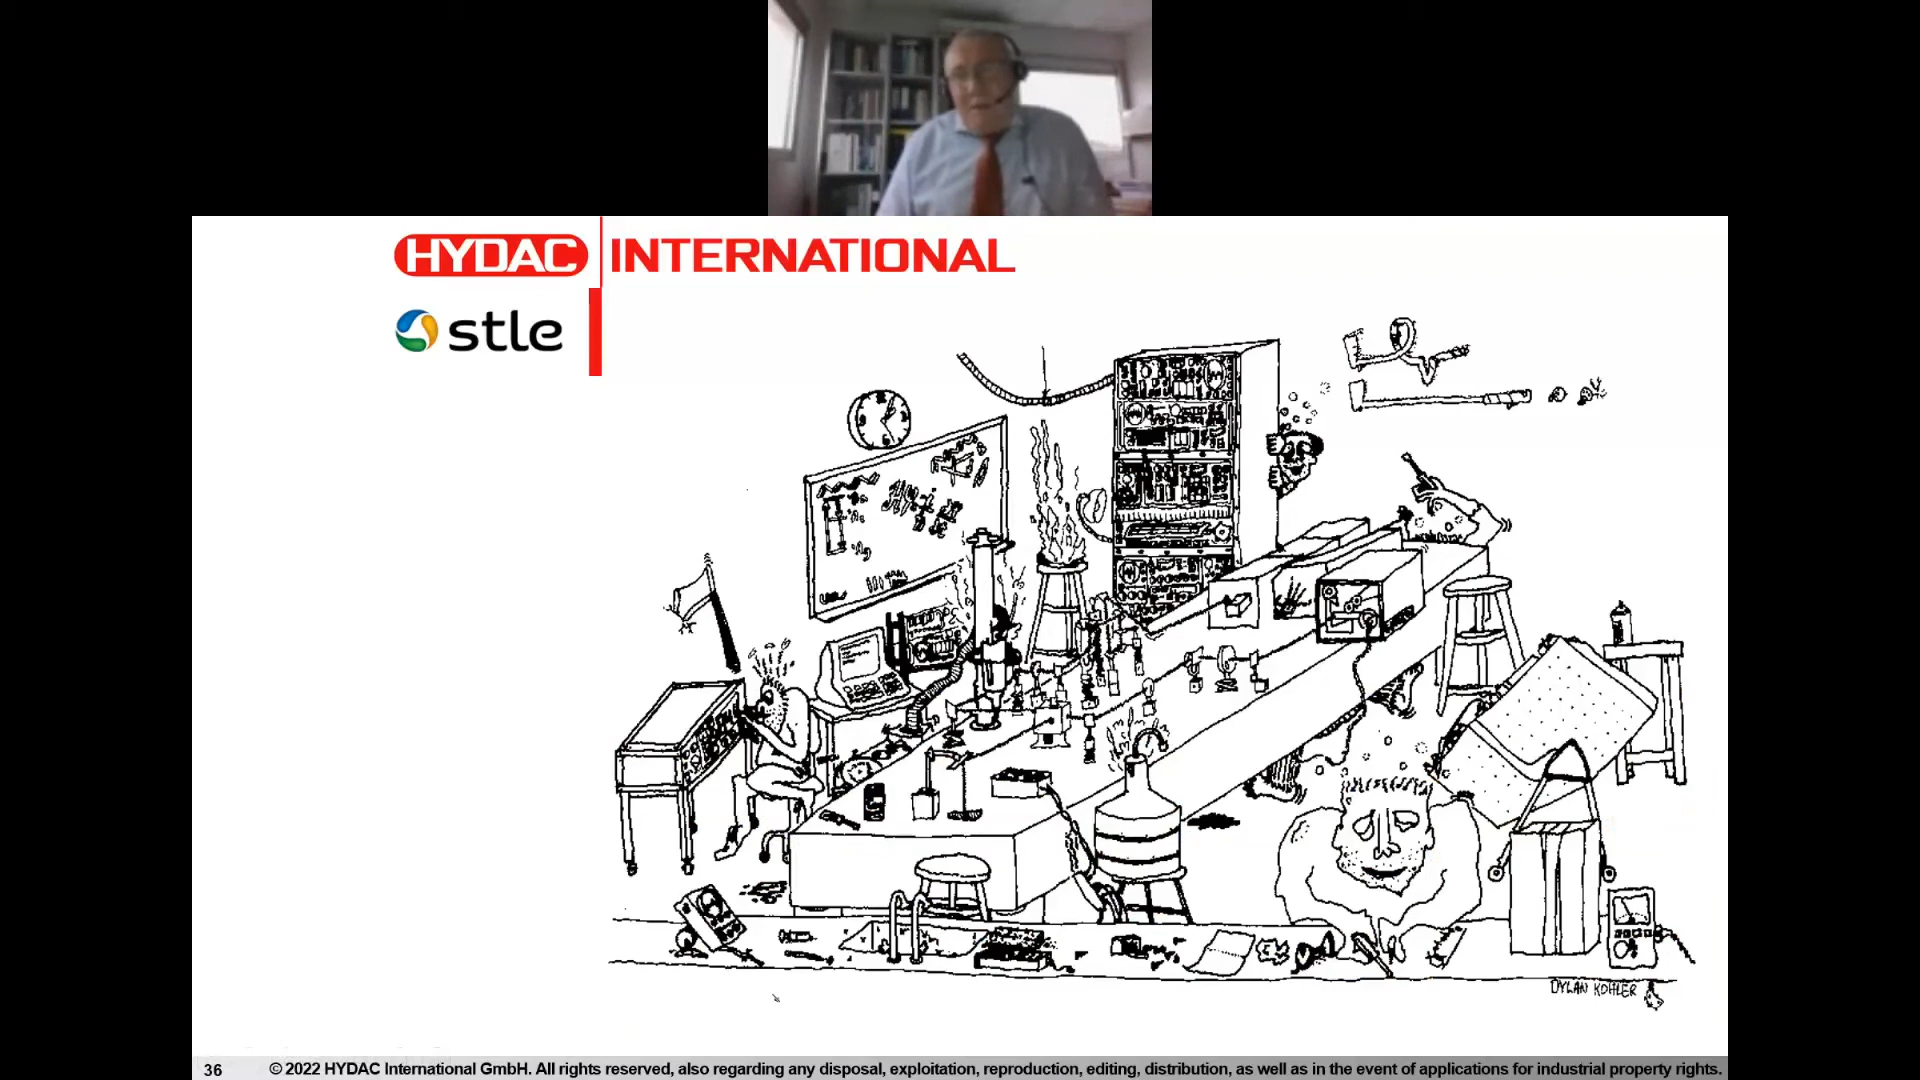 HYDAC INTERNATIONAL
stle
DYLAN KOHLER
36 © 2022 HYDAC International GmbH. All rights reserved, also regarding any disposal, exploitation, reproduction, editing, distribution, as well as in the event of applications for industrial property rights.